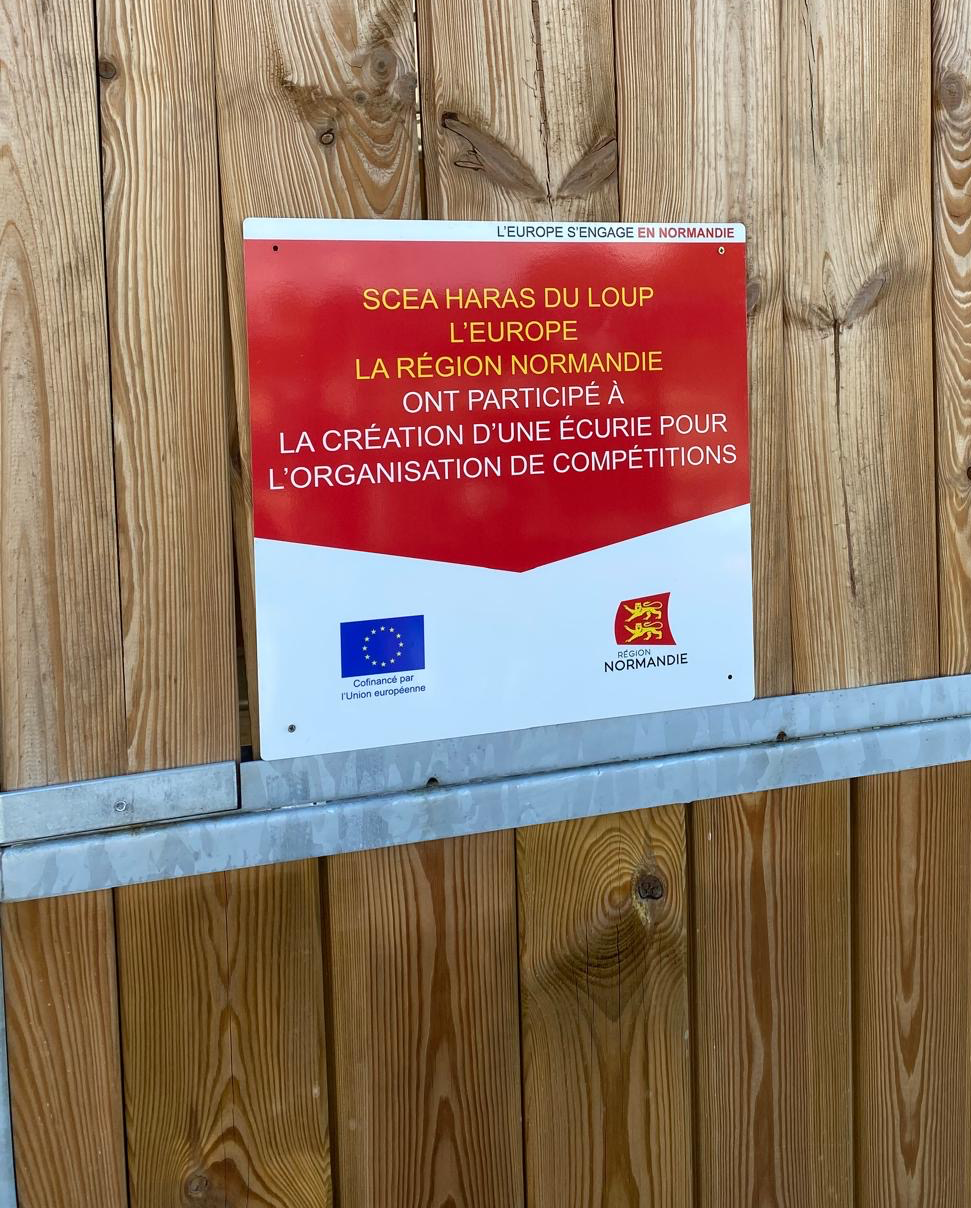 L'EUROPE S'ENGAGE EN NORMANDIE
SCEA HARAS DU LOUP
L'EUROPE
LA RÉGION NORMANDIE
ONT PARTICIPÉ À
LA CRÉATION D'UNE ÉCURIE POUR
L'ORGANISATION DE COMPÉTITIONS
Cofinancé par
l'Union européenne
RÉGION
NORMANDIE